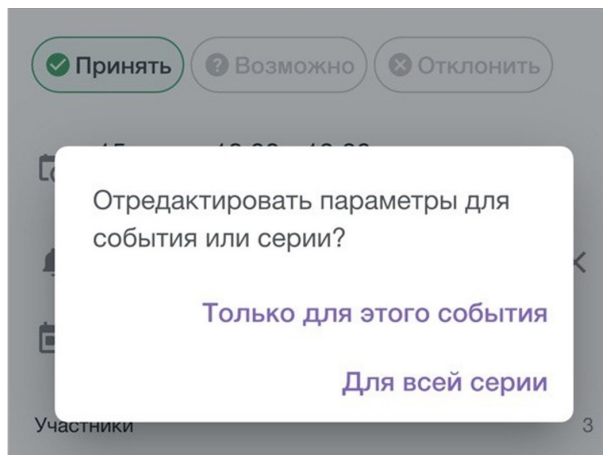 Принять Возможно Отклонить
Отредактировать параметры для
события или серии?
Только для этого события
Для всей серии
Участники 3